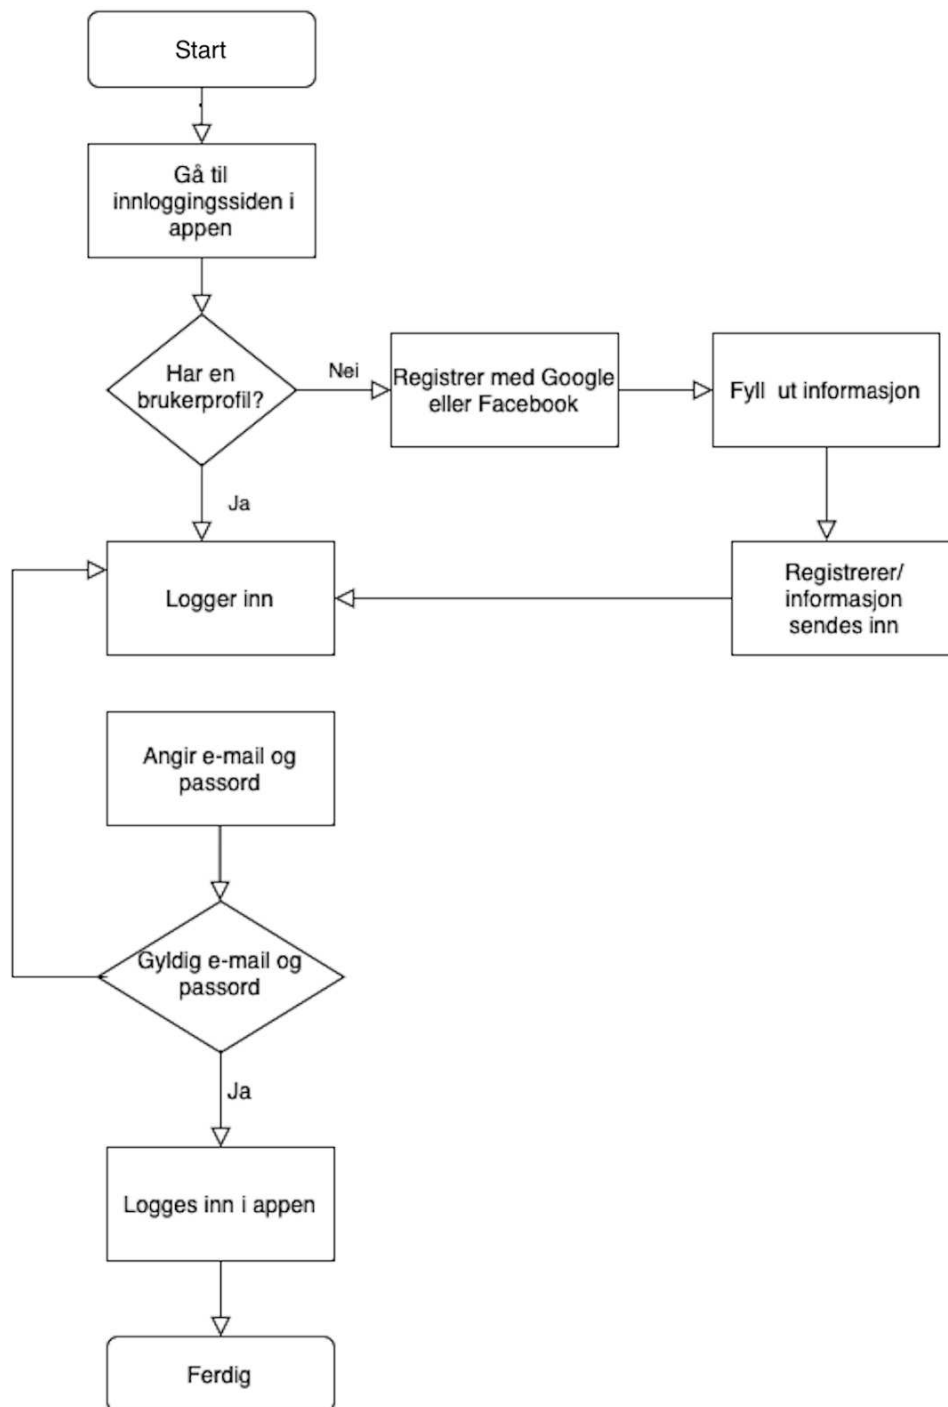 Start
Gå til
innloggingssiden i
appen
Har en
brukerprofil?
Nei
Registrer med Google
eller Facebook
Fyll ut informasjon
Ja
Logger inn
Registrerer/
informasjon
sendes inn
Angir e-mail og
passord
Gyldig e-mail og
passord
Ja
Logges inn i appen
Ferdig